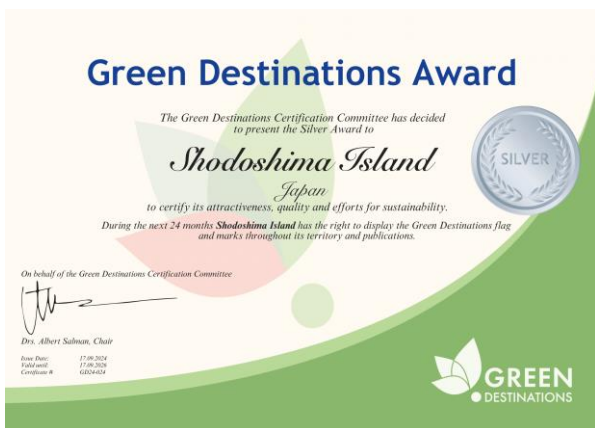 Green Destinations Award
The Green Destinations Certification Committee has decided
to present the Silver Award to
Shodoshima Island
Japan
to certify its attractiveness, quality and efforts for sustainability.
During the next 24 months Shodoshima Island has the right to display the Green Destinations flag
and marks throughout its territory and publications.
SILVER
On behalf of the Green Destinations Certification Committee
Drs. Albert Salman, Chair
Issue Date: 17.09.2024
Valid until: 17.09.2026
Certificate # GD24-024
GREEN
DESTINATIONS